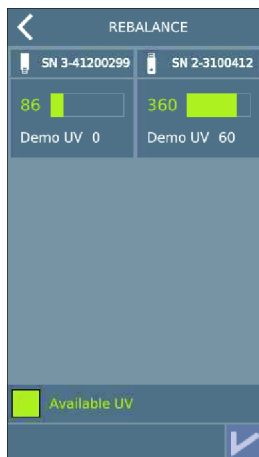 REBALANCE
SN 3-41200299 SN 2-3100412
86 360
Demo UV 0 Demo UV 60
Available UV